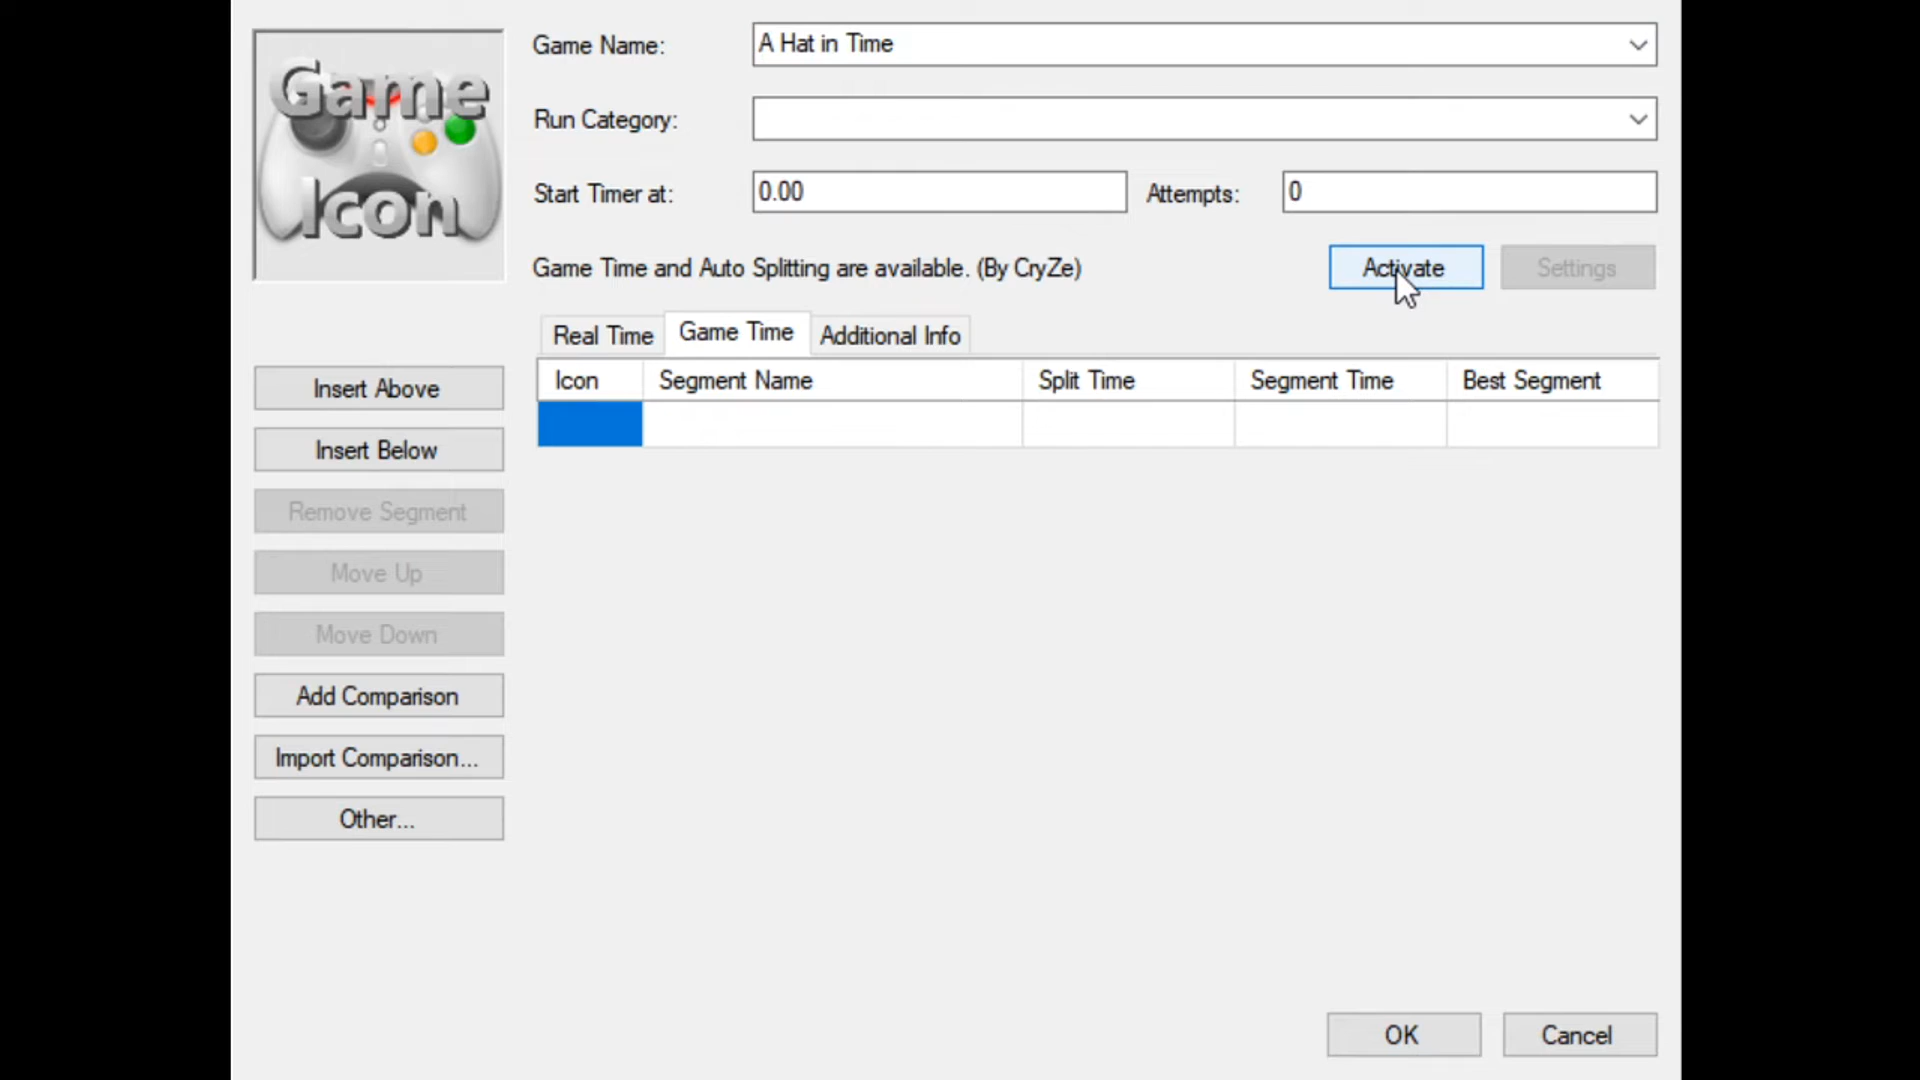 Game Icon
Game Name: A Hat in Time
Run Category:
Start Timer at: 0.00 Attempts: 0
Game Time and Auto Splitting are available. (By CryZe) Activate Settings
Real Time Game Time Additional Info
Icon Segment Name Split Time Segment Time Best Segment
Insert Above
Insert Below
Remove Segment
Move Up
Move Down
Add Comparison
Import Comparison...
Other...
OK Cancel